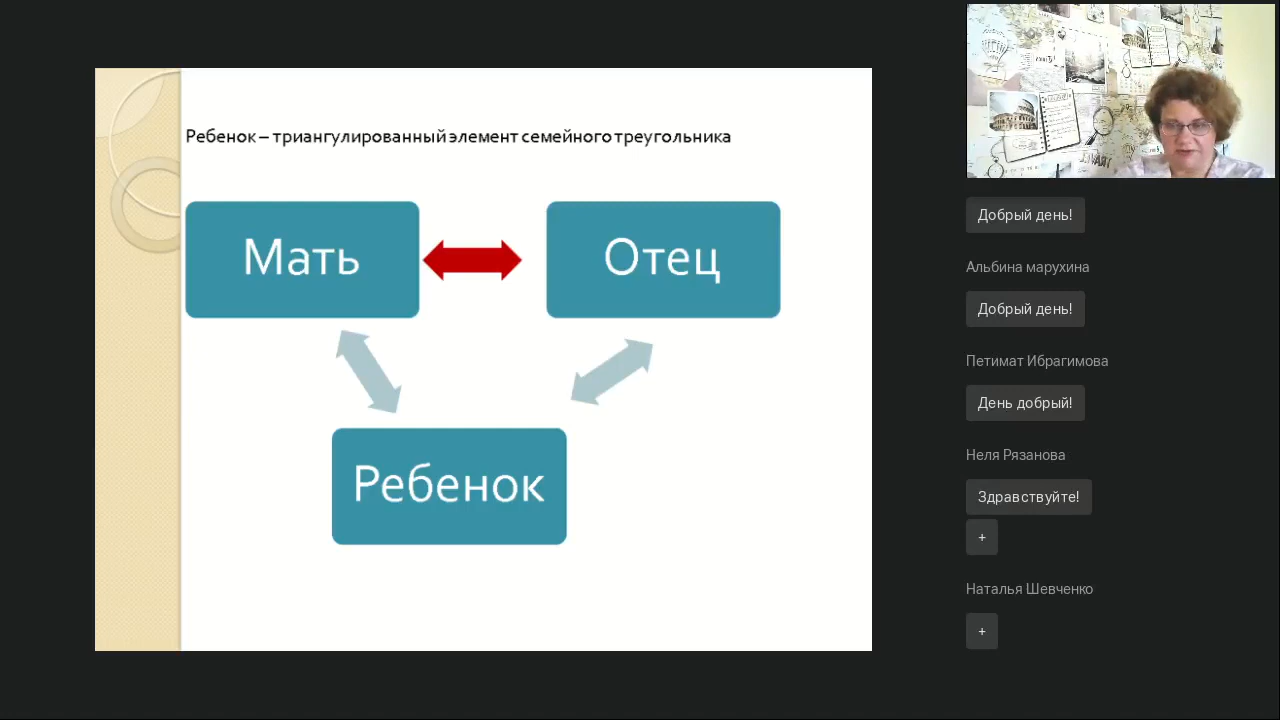 Ребенок – триангулированный элемент семейного треугольника
Мать
Отец
Ребенок
Добрый день!
Альбина марухина
Добрый день!
Петимат Ибрагимова
День добрый!
Неля Рязанова
Здравствуйте!
+
Наталья Шевченко
+